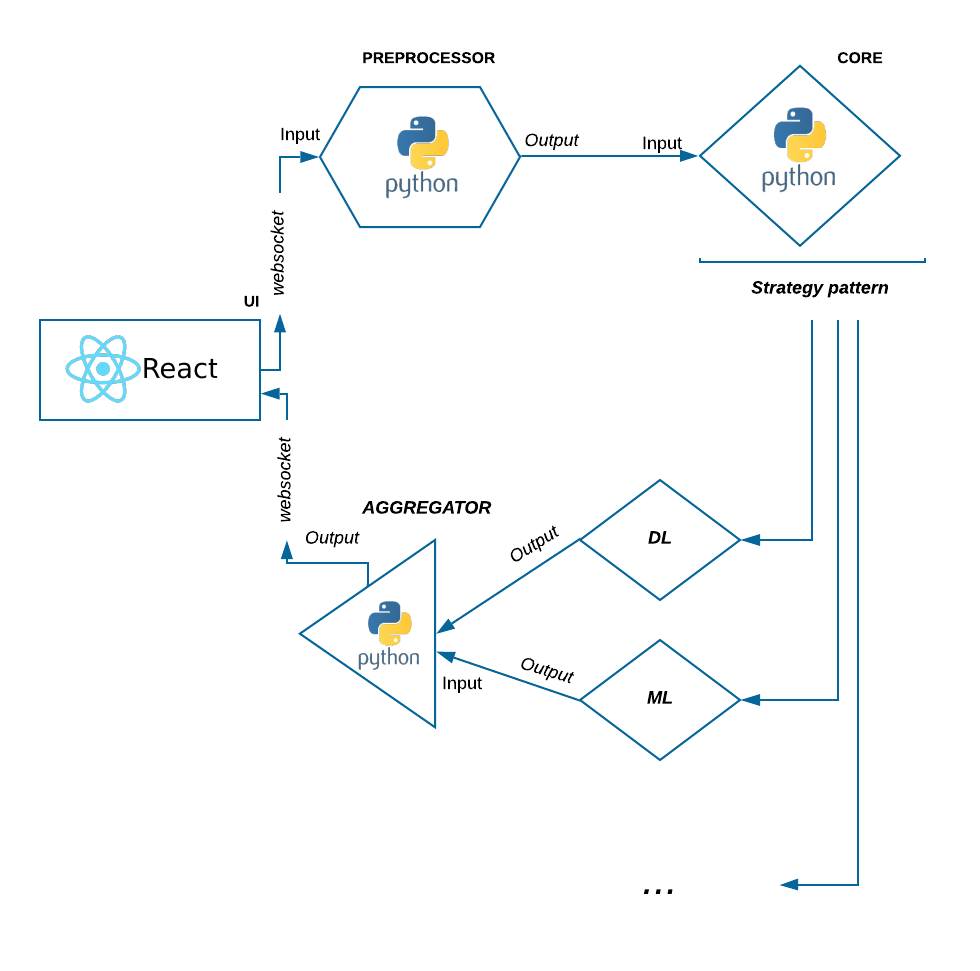 PREPROCESSOR
CORE
Input
python
Output
Input
python
websocket
Strategy pattern
UI
React
websocket
AGGREGATOR
Output
Output
DL
python
Output
Input
ML
...